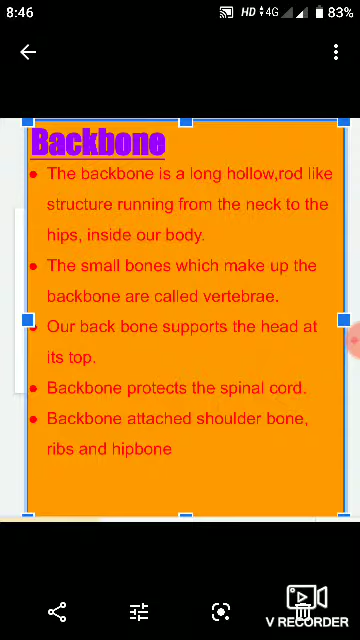 8:46 HD 4G 83%
Backbone
• The backbone is a long hollow,rod like
structure running from the neck to the
hips, inside our body.
• The small bones which make up the
backbone are called vertebrae.
• Our back bone supports the head at
its top.
• Backbone protects the spinal cord.
• Backbone attached shoulder bone,
ribs and hipbone
V RECORDER